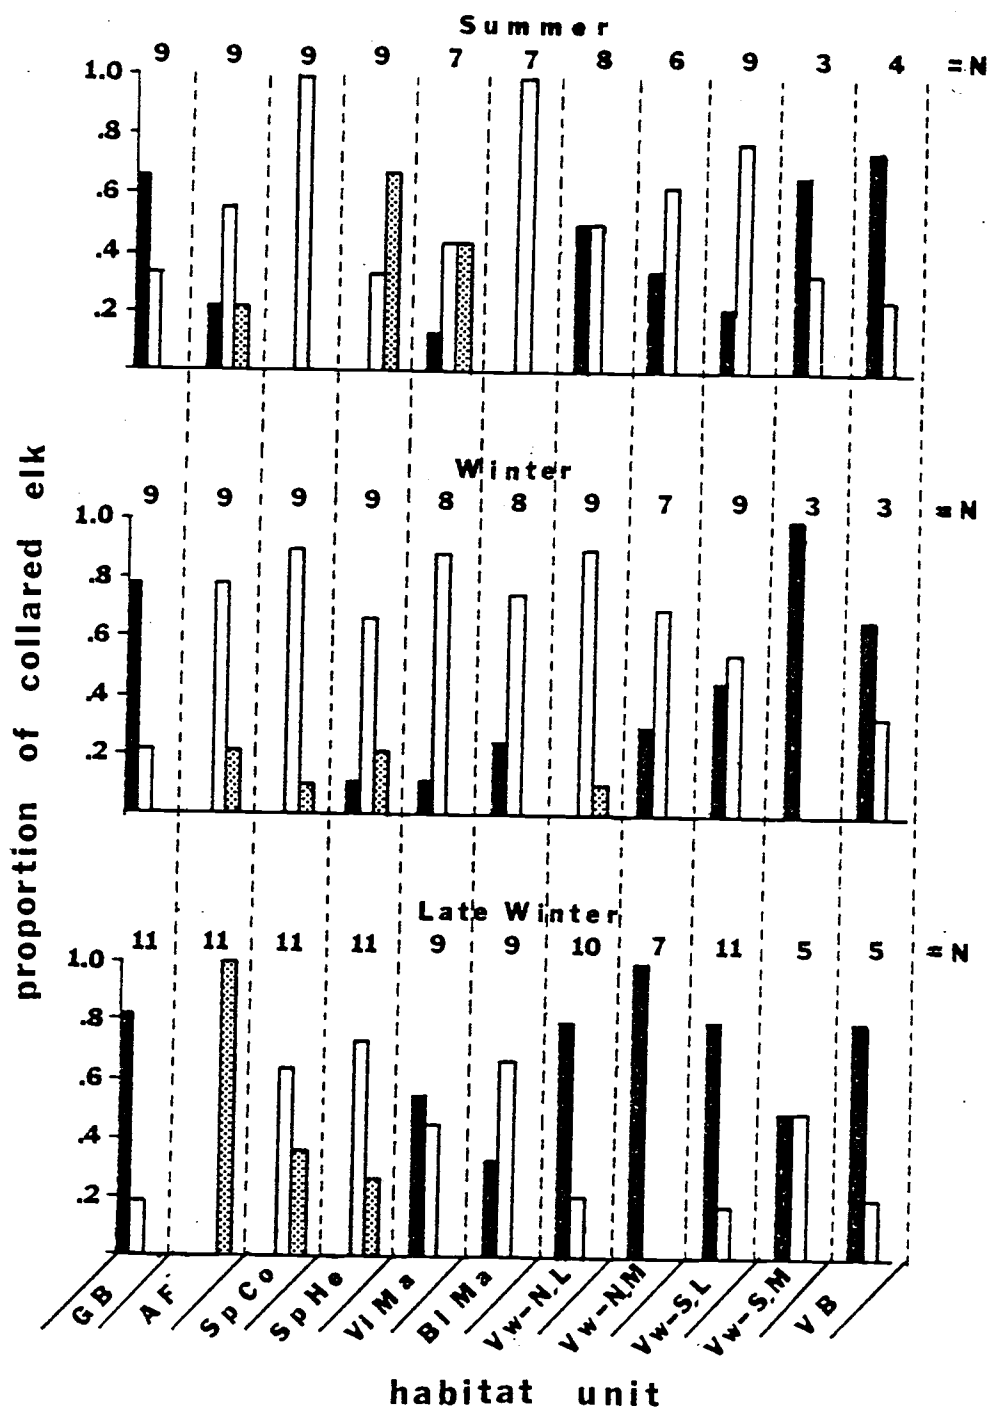 Summer
9 9 9 9 7 7 8 6 9 3 4 =N
1.0
.8
.6
.4
.2
Winter
9 9 9 9 8 8 9 7 9 3 3 =N
1.0
.8
.6
.4
.2
Late Winter
11 11 11 11 9 9 10 7 11 5 5 =N
1.0
.8
.6
.4
.2
proportion of collared elk
GB AF SpCo SpHe ViMa BlMa Vw-N,L Vw-N,M Vw-S,L Vw-S,M VB
habitat unit